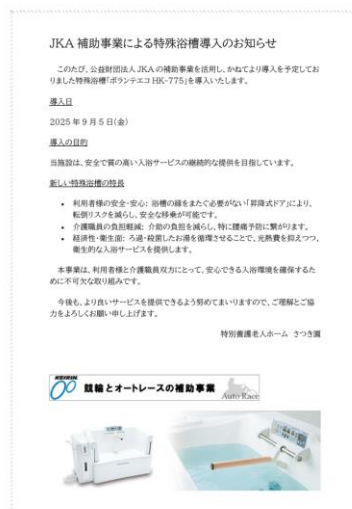 JKA 補助事業による特殊浴槽導入のお知らせ
このたび、公益財団法人 JKA の補助事業を活用し、かねてより導入を予定してお
りました特殊浴槽「ボランテエコ HK-775」を導入いたします。
導入日
2025 年 9 月 5 日(金)
導入の目的
当施設は、安全で質の高い入浴サービスの継続的な提供を目指しています。
新しい特殊浴槽の特長
• 利用者様の安全・安心: 浴槽の縁をまたぐ必要がない「昇降式ドア」により、
転倒リスクを減らし、安全な移乗が可能です。
• 介護職員の負担軽減: 介助の負担を減らし、特に腰痛予防に繋がります。
• 経済性・衛生面: ろ過・殺菌したお湯を循環させることで、光熱費を抑えつつ、
衛生的な入浴サービスを提供します。
本事業は、利用者様と介護職員双方にとって、安心できる入浴環境を確保するた
めに不可欠な取り組みです。
今後も、より良いサービスを提供できるよう努めてまいりますので、ご理解とご協
力をよろしくお願い申し上げます。
特別養護老人ホーム さつき園
KEIRIN
競輪とオートレースの補助事業
Auto Race